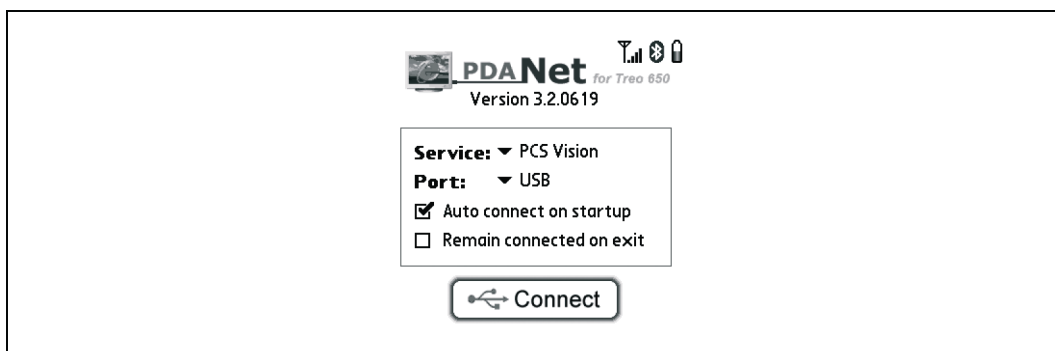 PDANet for Treo 650
Version 3.2.0619
Service: PCS Vision
Port: USB
Auto connect on startup
Remain connected on exit
Connect